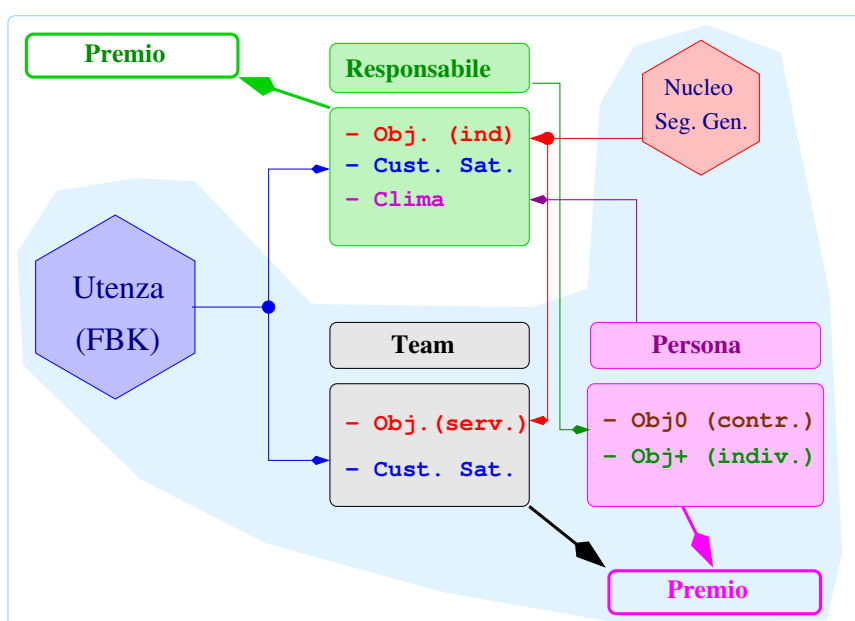 Premio
Responsabile
Nucleo
Seg. Gen.
- Obj. (ind)
- Cust. Sat.
- Clima
Utenza
(FBK)
Team
Persona
- Obj.(serv.)
- Cust. Sat.
- Obj0 (contr.)
- Obj+ (indiv.)
Premio